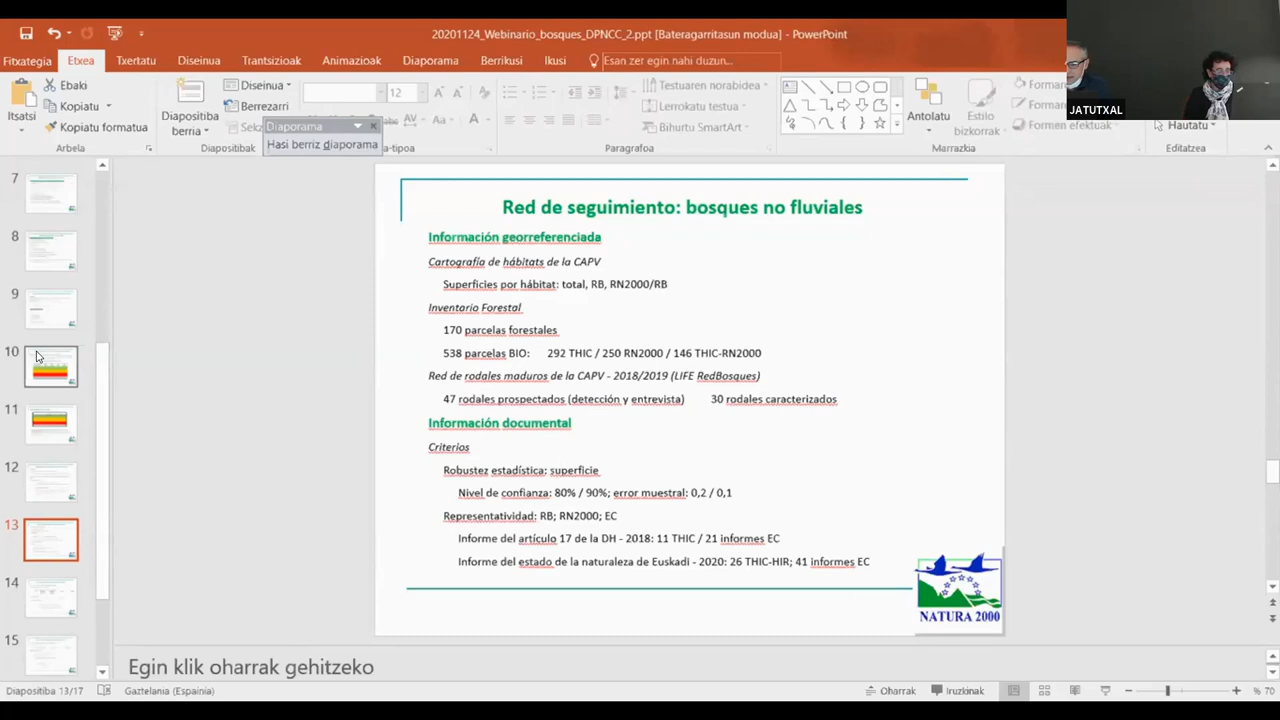 20201124_Webinario_bosques_DPNCC_2.ppt [Bateragarritasun modua] - PowerPoint
Fitxategia Etxea Txertatu Diseinua Trantsizioak Animazioak Diaporama Berrikusi Ikusi Esan zer egin nahi duzu...
JATUTXAL
Itsatsi
Ebaki
Kopiatu
Kopiatu formatua
Arbela
Diapositiba berria
Diseinua
Berrezarri
Diapositibak
Diaporama
Hasi berriz diaporama
12
Testuaren norabidea
Lerrokatu testua
Bihurtu SmartArt
Paragrafoa
Antolatu
Estilo bizkorrak
Formen efektuak
Marrazkia
Hautatu
Editatzea
7
8
9
10
11
12
13
14
15
Red de seguimiento: bosques no fluviales
Información georreferenciada
Cartografía de hábitats de la CAPV
Superficies por hábitat: total, RB, RN2000/RB
Inventario Forestal
170 parcelas forestales
538 parcelas BIO: 292 THIC / 250 RN2000 / 146 THIC-RN2000
Red de rodales maduros de la CAPV - 2018/2019 (LIFE RedBosques)
47 rodales prospectados (detección y entrevista) 30 rodales caracterizados
Información documental
Criterios
Robustez estadística: superficie
Nivel de confianza: 80% / 90%; error muestral: 0,2 / 0,1
Representatividad: RB; RN2000; EC
Informe del artículo 17 de la DH - 2018: 11 THIC / 21 informes EC
Informe del estado de la naturaleza de Euskadi - 2020: 26 THIC-HIR; 41 informes EC
NATURA 2000
Egin klik oharrak gehitzeko
Diapositiba 13/17 Gaztelania (Espainia) Oharrak Iruzkinak % 70